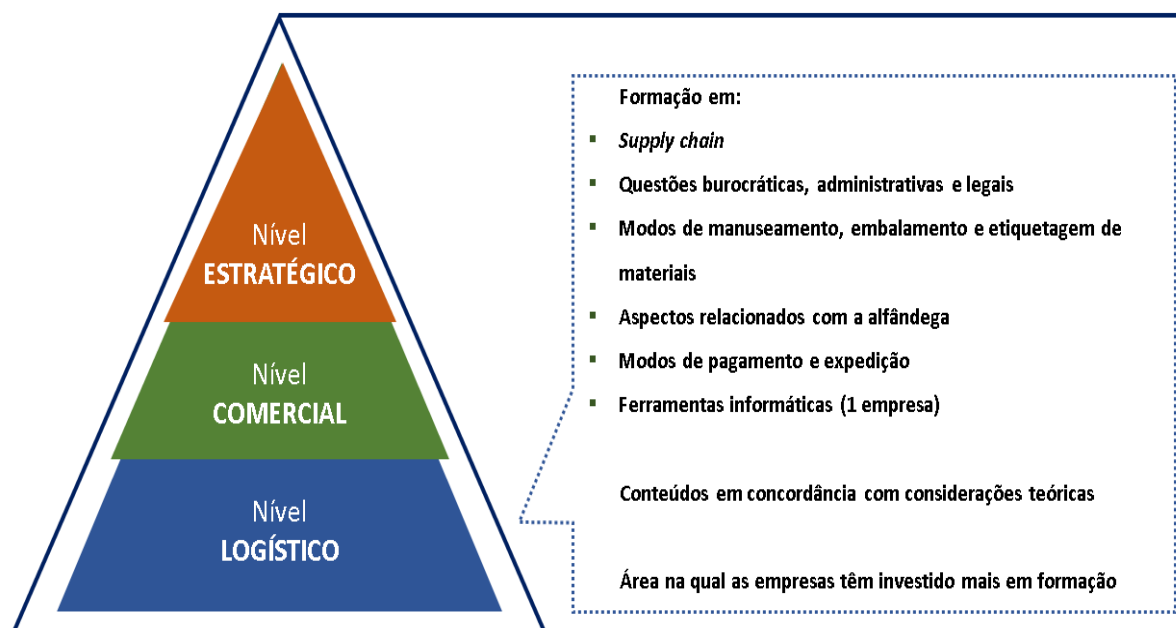 Nível
ESTRATÉGICO
Nível
COMERCIAL
Nível
LOGÍSTICO
Formação em:
▪ Supply chain
▪ Questões burocráticas, administrativas e legais
▪ Modos de manuseamento, embalamento e etiquetagem de
materiais
▪ Aspectos relacionados com a alfândega
▪ Modos de pagamento e expedição
▪ Ferramentas informáticas (1 empresa)
Conteúdos em concordância com considerações teóricas
Área na qual as empresas têm investido mais em formação